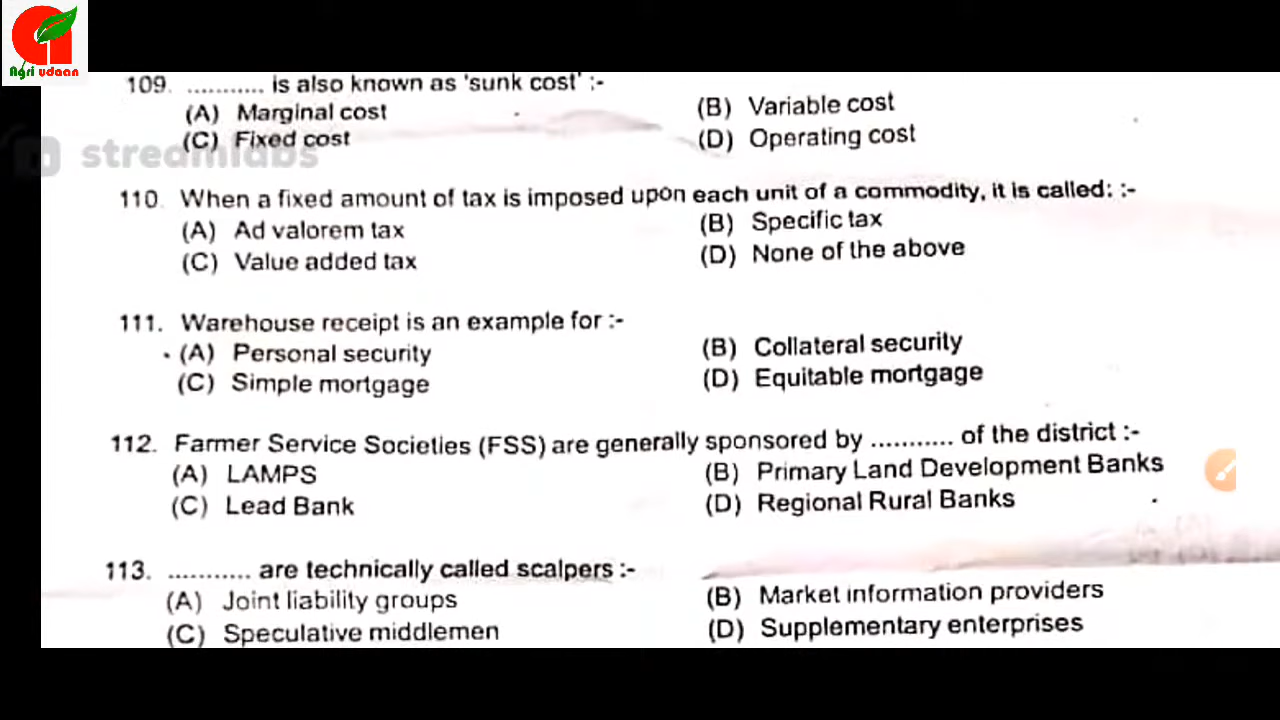 Agri udaan
109. ........... is also known as 'sunk cost' :-
(A) Marginal cost (B) Variable cost
(C) Fixed cost (D) Operating cost
streamlabs
110. When a fixed amount of tax is imposed upon each unit of a commodity, it is called: :-
(A) Ad valorem tax (B) Specific tax
(C) Value added tax (D) None of the above
111. Warehouse receipt is an example for :-
(A) Personal security (B) Collateral security
(C) Simple mortgage (D) Equitable mortgage
112. Farmer Service Societies (FSS) are generally sponsored by ........... of the district :-
(A) LAMPS (B) Primary Land Development Banks
(C) Lead Bank (D) Regional Rural Banks
113. ........... are technically called scalpers :-
(A) Joint liability groups (B) Market information providers
(C) Speculative middlemen (D) Supplementary enterprises